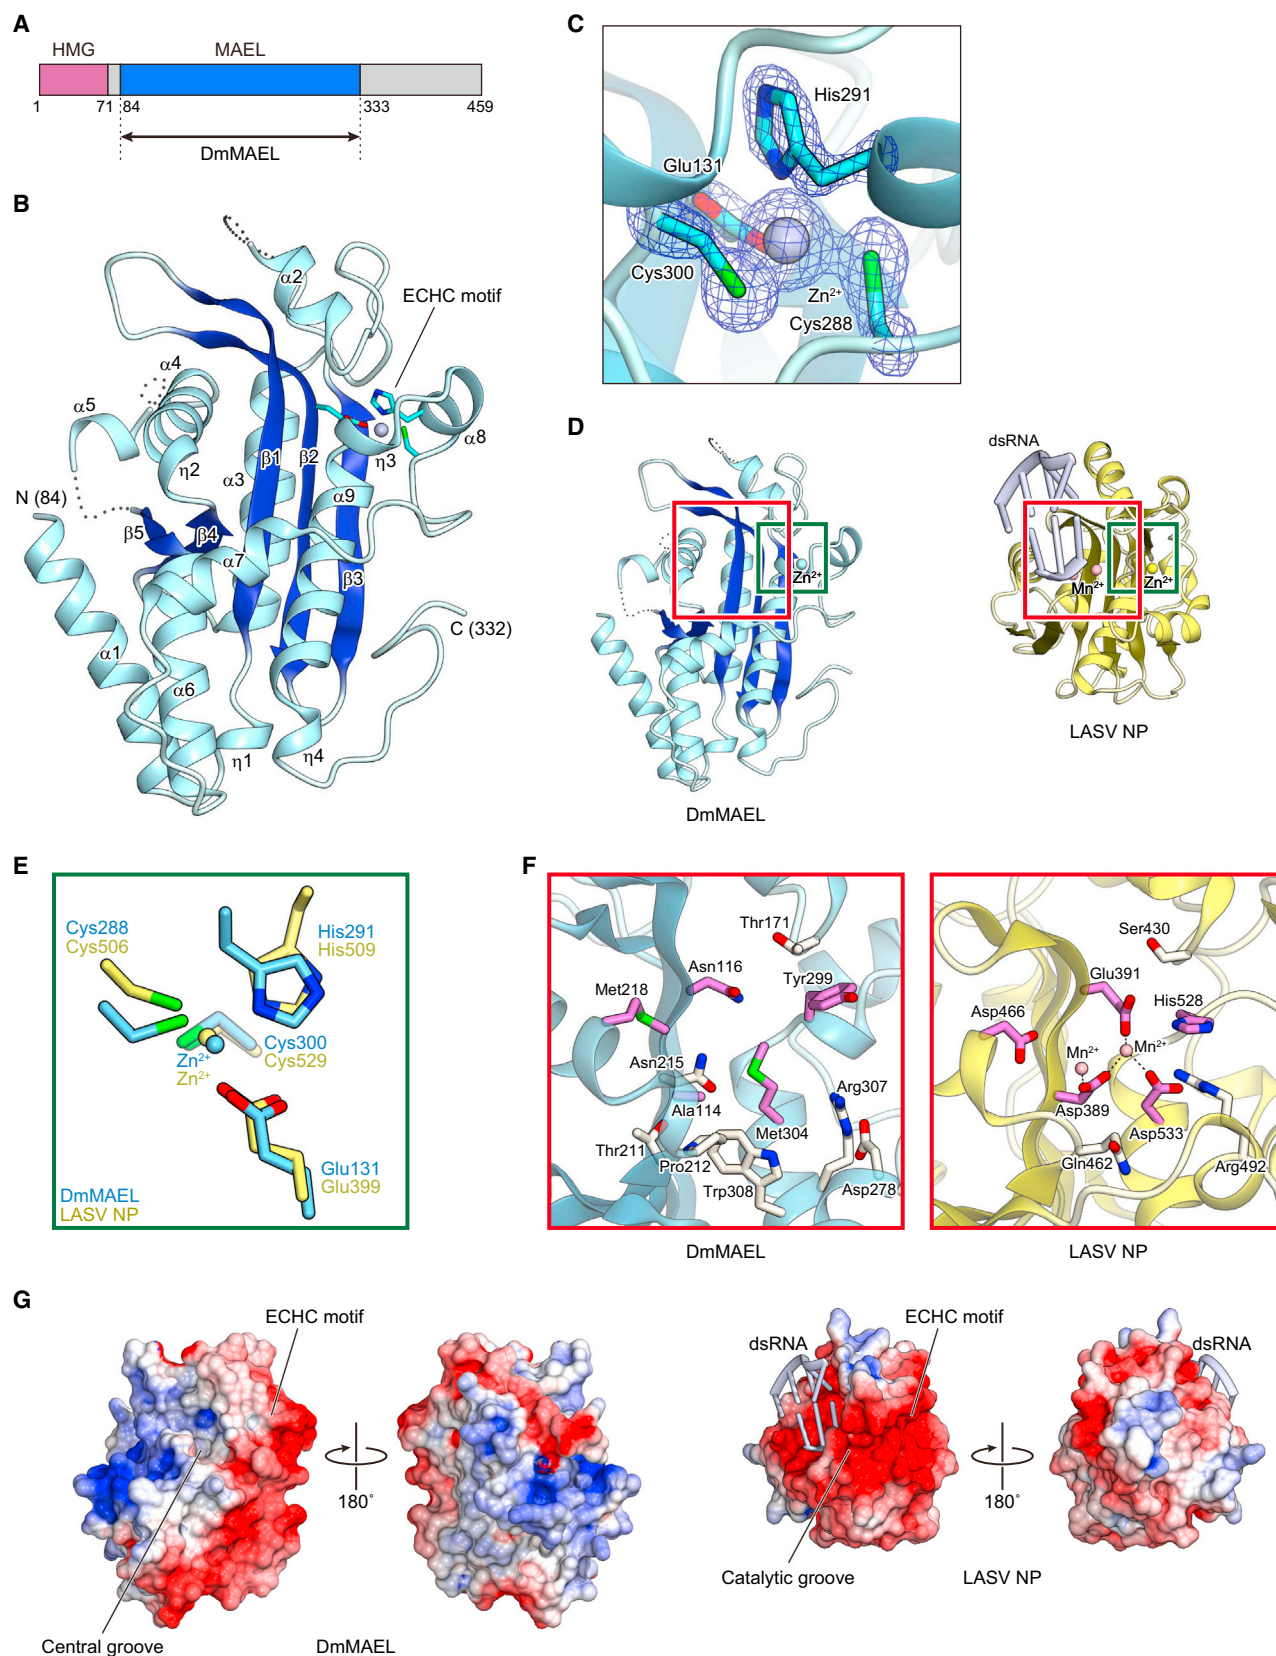 A
HMG
MAEL
1
71
84
333
459
DmMAEL
B
α2
ECHC motif
α4
α5
α8
η2
α3
β1
β2
η3
N (84)
α9
β5
β4
α7
β3
C (332)
α1
α6
η1
η4
C
His291
Glu131
Cys300
Zn²⁺
Cys288
D
dsRNA
Zn²⁺
Mn²⁺
Zn²⁺
LASV NP
DmMAEL
E
Cys288
Cys506
His291
His509
Cys300
Cys529
Zn²⁺
Zn²⁺
Glu131
Glu399
DmMAEL
LASV NP
F
Thr171
Asn116
Tyr299
Met218
Asn215
Ala114
Arg307
Thr211
Met304
Pro212
Trp308
Asp278
DmMAEL
Ser430
Glu391
His528
Asp466
Mn²⁺
Mn²⁺
Asp389
Asp533
Gln462
Arg492
LASV NP
G
ECHC motif
180°
Central groove
DmMAEL
dsRNA
ECHC motif
dsRNA
180°
Catalytic groove
LASV NP